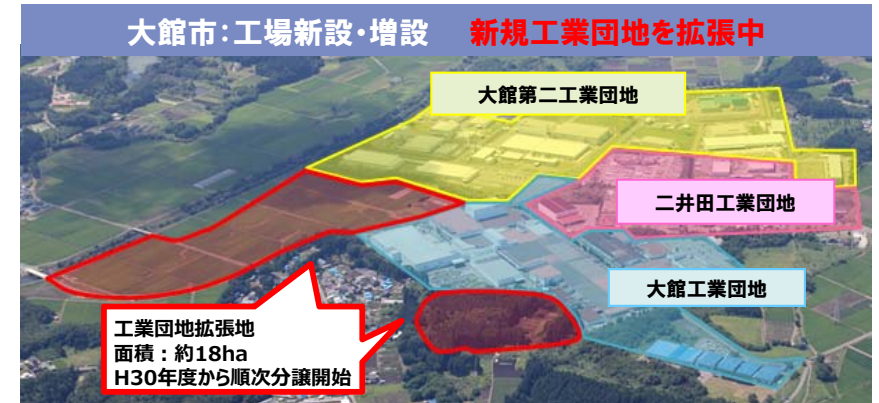 大館市：工場新設・増設　新規工業団地を拡張中
大館第二工業団地
二井田工業団地
大館工業団地
工業団地拡張地
面積：約18ha
H30年度から順次分譲開始